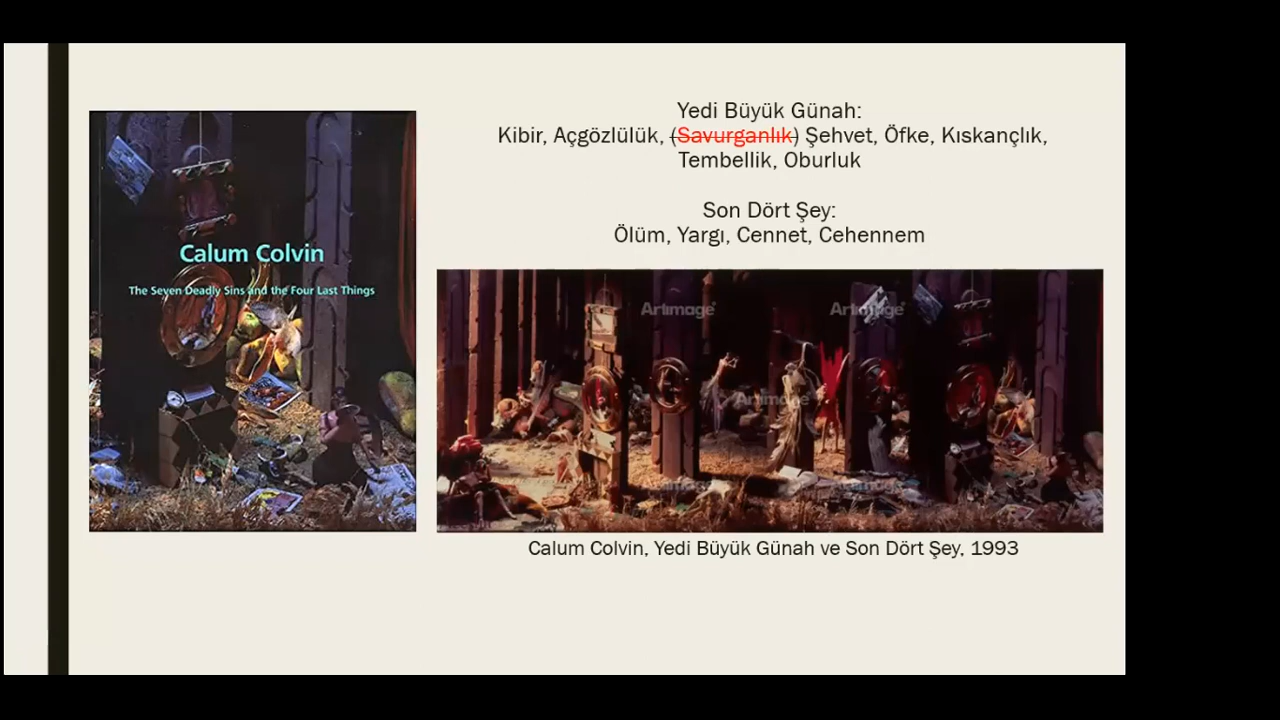 Calum Colvin
The Seven Deadly Sins and the Four Last Things
Yedi Büyük Günah:
Kibir, Açgözlülük, (Savurganlık) Şehvet, Öfke, Kıskançlık,
Tembellik, Oburluk
Son Dört Şey:
Ölüm, Yargı, Cennet, Cehennem
Artimage
Artimage
Artimage
Artimage
Artimage
Calum Colvin, Yedi Büyük Günah ve Son Dört Şey, 1993